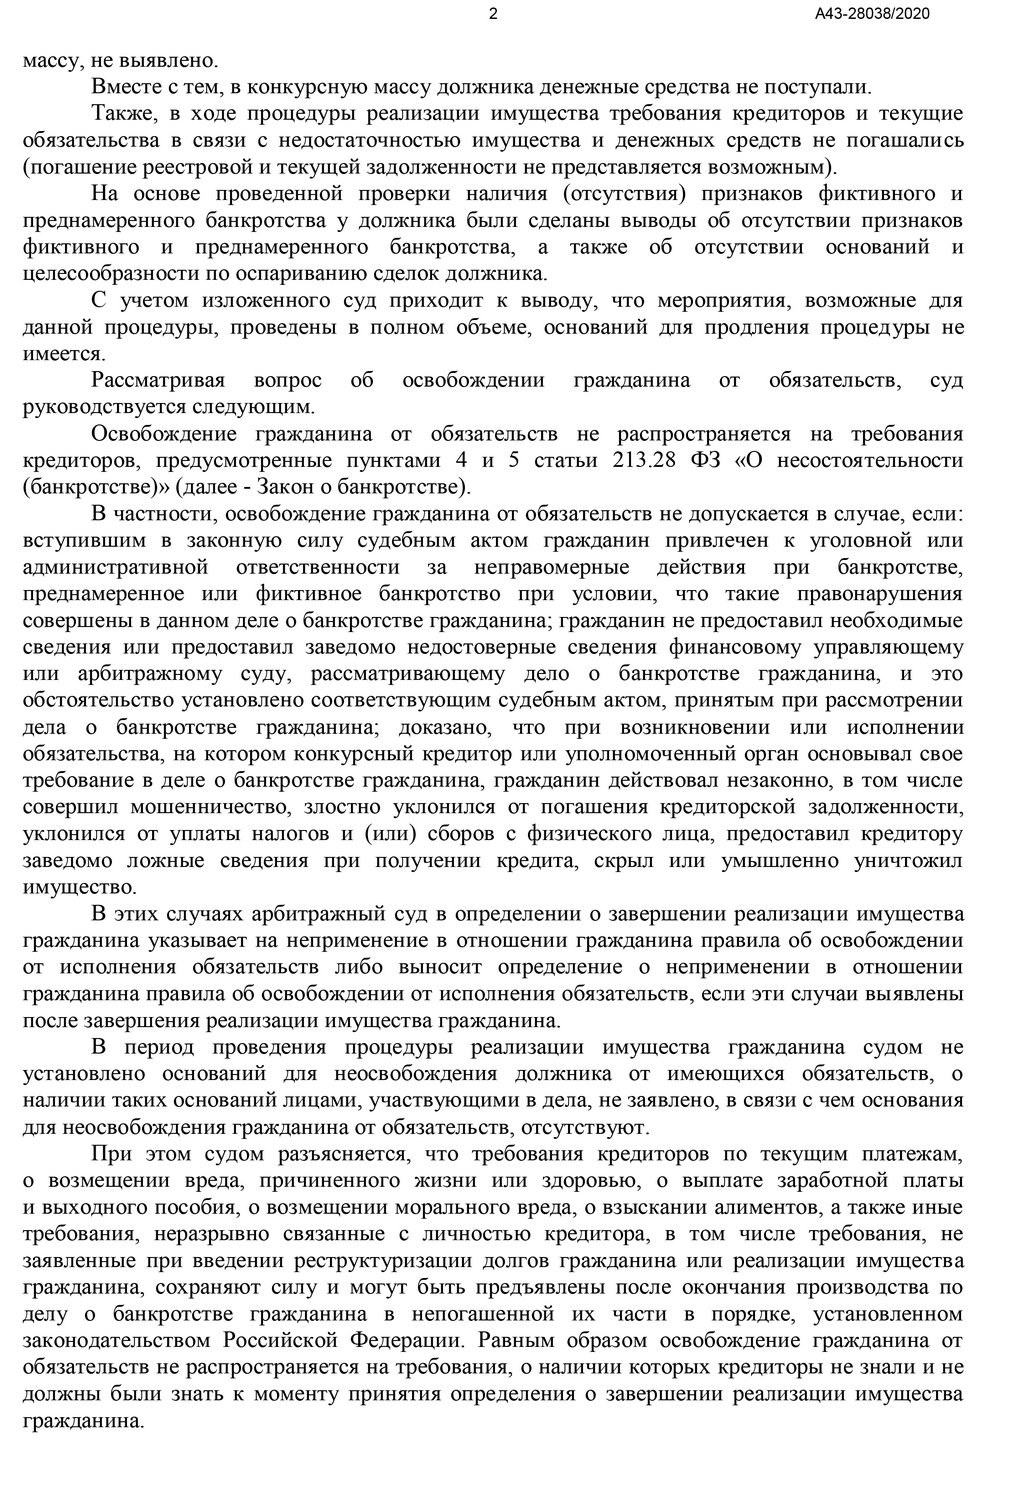 2 А43-28038/2020
массу, не выявлено.
Вместе с тем, в конкурсную массу должника денежные средства не поступали.
Также, в ходе процедуры реализации имущества требования кредиторов и текущие
обязательства в связи с недостаточностью имущества и денежных средств не погашались
(погашение реестровой и текущей задолженности не представляется возможным).
На основе проведенной проверки наличия (отсутствия) признаков фиктивного и
преднамеренного банкротства у должника были сделаны выводы об отсутствии признаков
фиктивного и преднамеренного банкротства, а также об отсутствии оснований и
целесообразности по оспариванию сделок должника.
С учетом изложенного суд приходит к выводу, что мероприятия, возможные для
данной процедуры, проведены в полном объеме, оснований для продления процедуры не
имеется.
Рассматривая вопрос об освобождении гражданина от обязательств, суд
руководствуется следующим.
Освобождение гражданина от обязательств не распространяется на требования
кредиторов, предусмотренные пунктами 4 и 5 статьи 213.28 ФЗ «О несостоятельности
(банкротстве)» (далее - Закон о банкротстве).
В частности, освобождение гражданина от обязательств не допускается в случае, если:
вступившим в законную силу судебным актом гражданин привлечен к уголовной или
административной ответственности за неправомерные действия при банкротстве,
преднамеренное или фиктивное банкротство при условии, что такие правонарушения
совершены в данном деле о банкротстве гражданина; гражданин не предоставил необходимые
сведения или предоставил заведомо недостоверные сведения финансовому управляющему
или арбитражному суду, рассматривающему дело о банкротстве гражданина, и это
обстоятельство установлено соответствующим судебным актом, принятым при рассмотрении
дела о банкротстве гражданина; доказано, что при возникновении или исполнении
обязательства, на котором конкурсный кредитор или уполномоченный орган основывал свое
требование в деле о банкротстве гражданина, гражданин действовал незаконно, в том числе
совершил мошенничество, злостно уклонился от погашения кредиторской задолженности,
уклонился от уплаты налогов и (или) сборов с физического лица, предоставил кредитору
заведомо ложные сведения при получении кредита, скрыл или умышленно уничтожил
имущество.
В этих случаях арбитражный суд в определении о завершении реализации имущества
гражданина указывает на неприменение в отношении гражданина правила об освобождении
от исполнения обязательств либо выносит определение о неприменении в отношении
гражданина правила об освобождении от исполнения обязательств, если эти случаи выявлены
после завершения реализации имущества гражданина.
В период проведения процедуры реализации имущества гражданина судом не
установлено оснований для неосвобождения должника от имеющихся обязательств, о
наличии таких оснований лицами, участвующими в дела, не заявлено, в связи с чем основания
для неосвобождения гражданина от обязательств, отсутствуют.
При этом судом разъясняется, что требования кредиторов по текущим платежам,
о возмещении вреда, причиненного жизни или здоровью, о выплате заработной платы
и выходного пособия, о возмещении морального вреда, о взыскании алиментов, а также иные
требования, неразрывно связанные с личностью кредитора, в том числе требования, не
заявленные при введении реструктуризации долгов гражданина или реализации имущества
гражданина, сохраняют силу и могут быть предъявлены после окончания производства по
делу о банкротстве гражданина в непогашенной их части в порядке, установленном
законодательством Российской Федерации. Равным образом освобождение гражданина от
обязательств не распространяется на требования, о наличии которых кредиторы не знали и не
должны были знать к моменту принятия определения о завершении реализации имущества
гражданина.